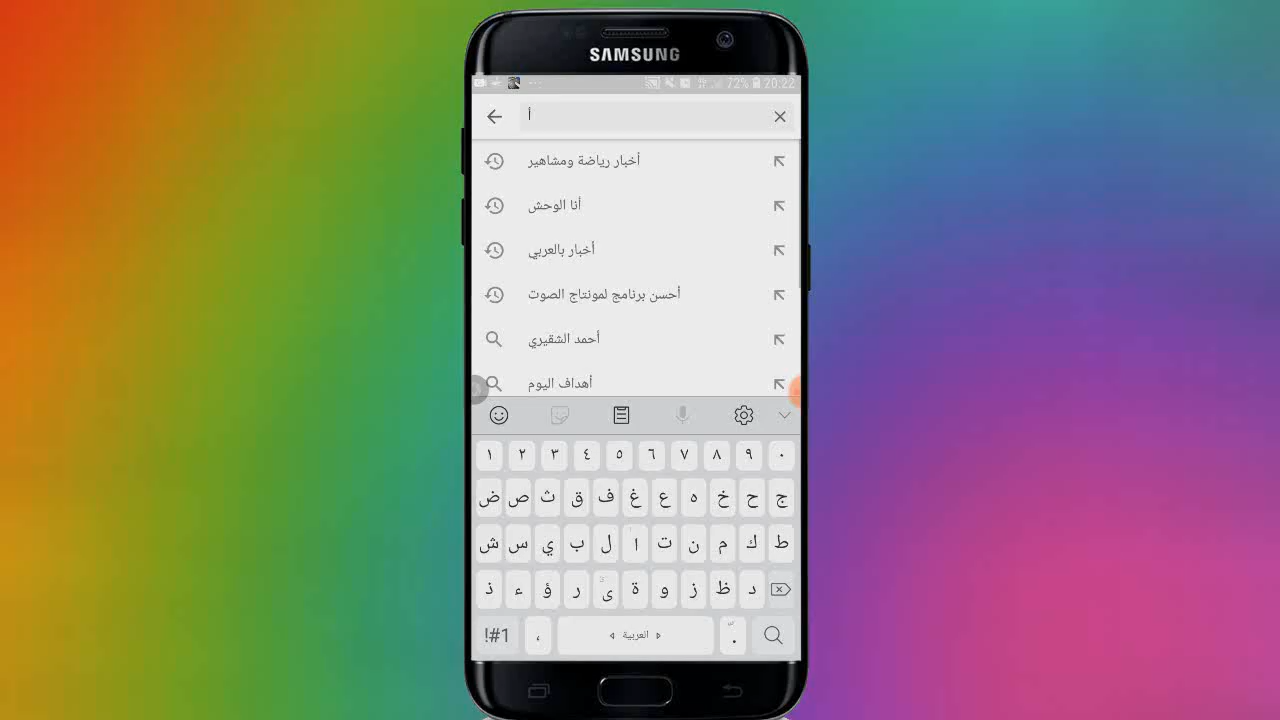 SAMSUNG
72% 20.22
أ
أخبار رياضة ومشاهير
أنا الوحش
أخبار بالعربي
أحسن برنامج لمونتاج الصوت
أحمد الشقيري
أهداف اليوم
١ ٢ ٣ ٤ ٥ ٦ ٧ ٨ ٩ ٠
ض ص ث ق ف غ ع ه خ ح ج
ش س ي ب ل ا ت ن م ك ط
ذ ء ؤ ر ى ة و ز ظ د
!#1 ، العربية .